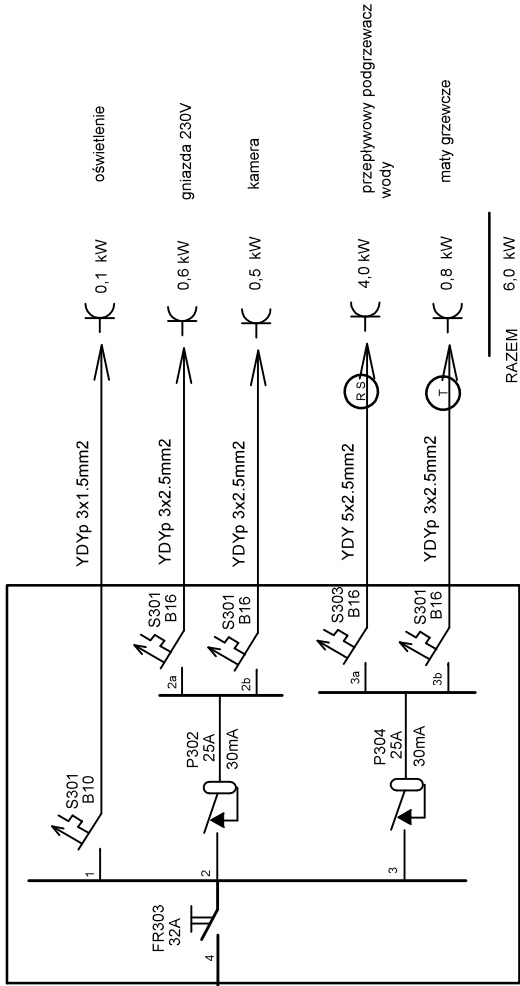 oświetlenie
gniazda 230V
kamera
przepływowy podgrzewacz
wody
maty grzewcze
0,1 kW
0,6 kW
0,5 kW
4,0 kW
0,8 kW
RAZEM 6,0 kW
R S
T
YDYp 3x1.5mm2
YDYp 3x2.5mm2
YDYp 3x2.5mm2
YDY 5x2.5mm2
YDYp 3x2.5mm2
S301
B10
S301
B16
S301
B16
S303
B16
S301
B16
2a
2b
3a
3b
P302
25A
30mA
P304
25A
30mA
1
2
3
FR303
32A
4